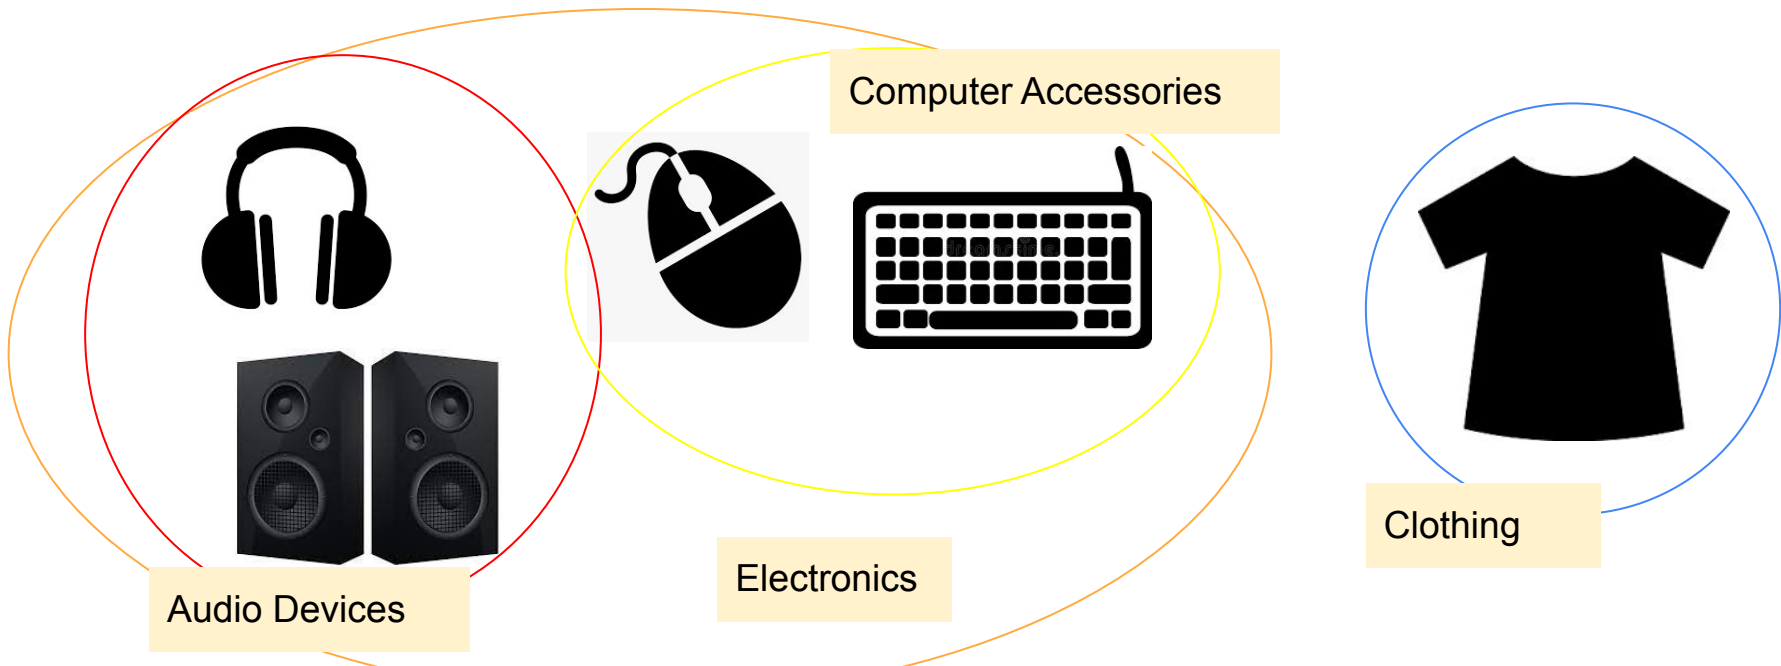 Computer Accessories
Clothing
Electronics
Audio Devices